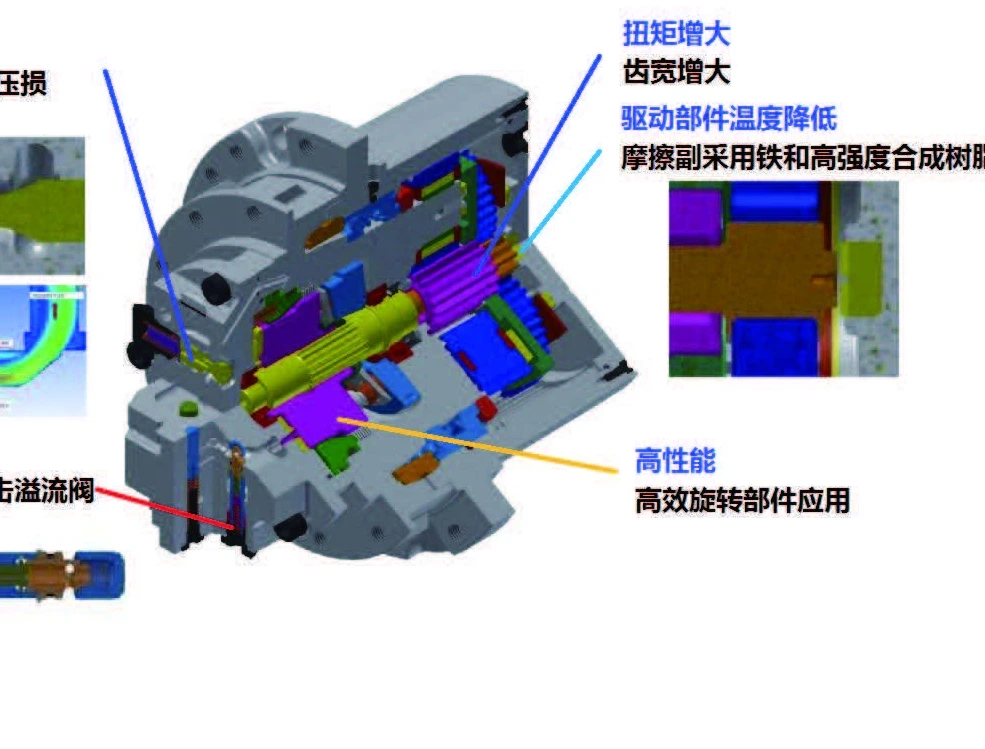 压损
扭矩增大
齿宽增大
驱动部件温度降低
摩擦副采用铁和高强度合成树脂
高性能
高效旋转部件应用
击溢流阀